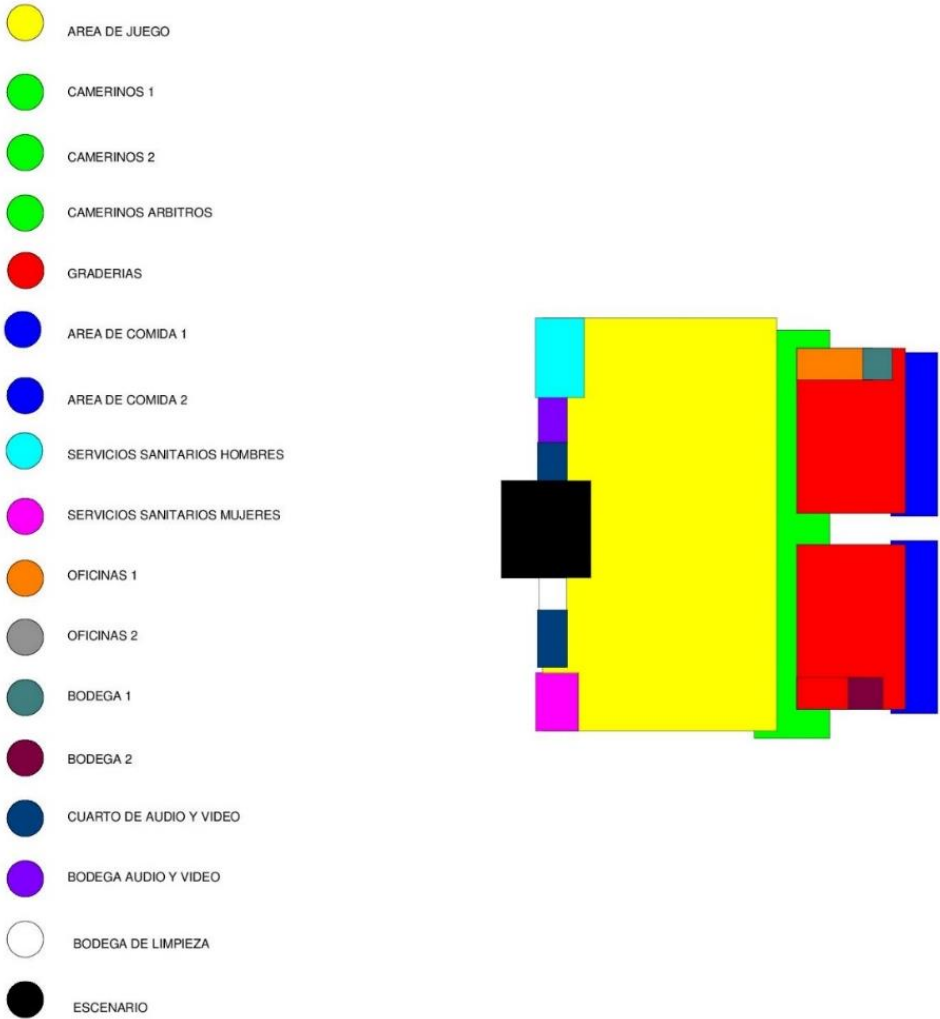 AREA DE JUEGO
CAMERINOS 1
CAMERINOS 2
CAMERINOS ARBITROS
GRADERIAS
AREA DE COMIDA 1
AREA DE COMIDA 2
SERVICIOS SANITARIOS HOMBRES
SERVICIOS SANITARIOS MUJERES
OFICINAS 1
OFICINAS 2
BODEGA 1
BODEGA 2
CUARTO DE AUDIO Y VIDEO
BODEGA AUDIO Y VIDEO
BODEGA DE LIMPIEZA
ESCENARIO